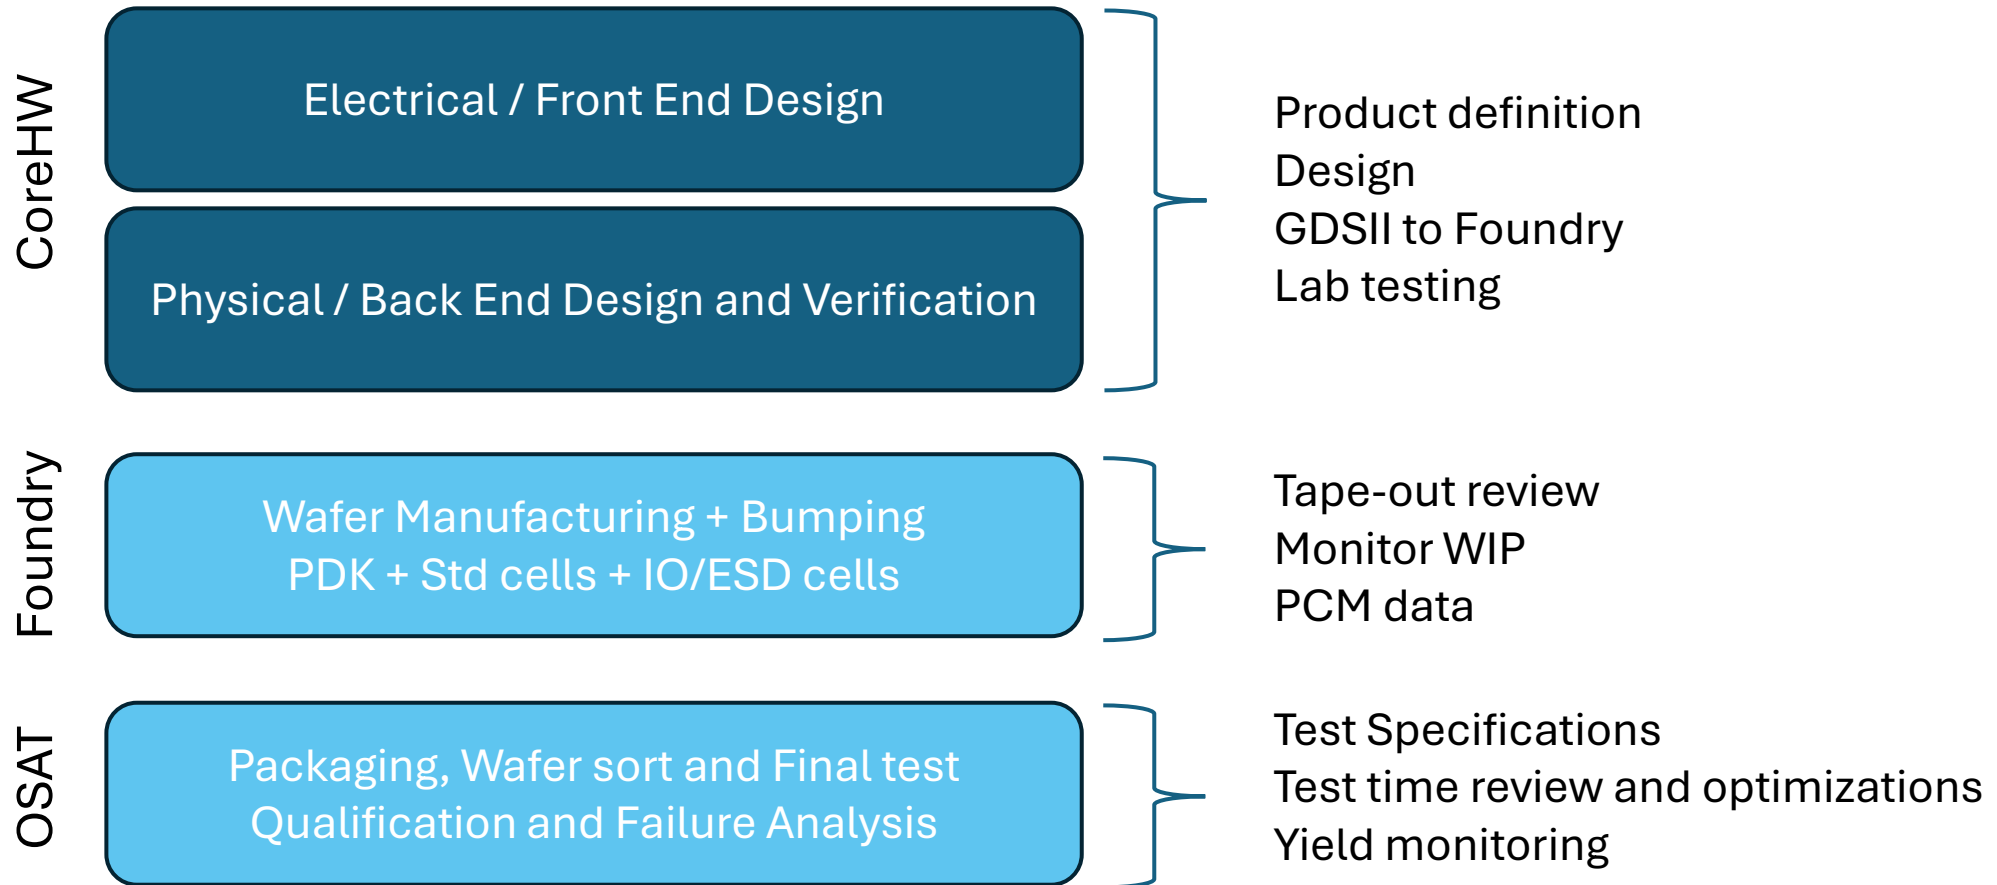 CoreHW
Electrical / Front End Design
Physical / Back End Design and Verification
Product definition
Design
GDSII to Foundry
Lab testing
Foundry
Wafer Manufacturing + Bumping
PDK + Std cells + IO/ESD cells
Tape-out review
Monitor WIP
PCM data
OSAT
Packaging, Wafer sort and Final test
Qualification and Failure Analysis
Test Specifications
Test time review and optimizations
Yield monitoring